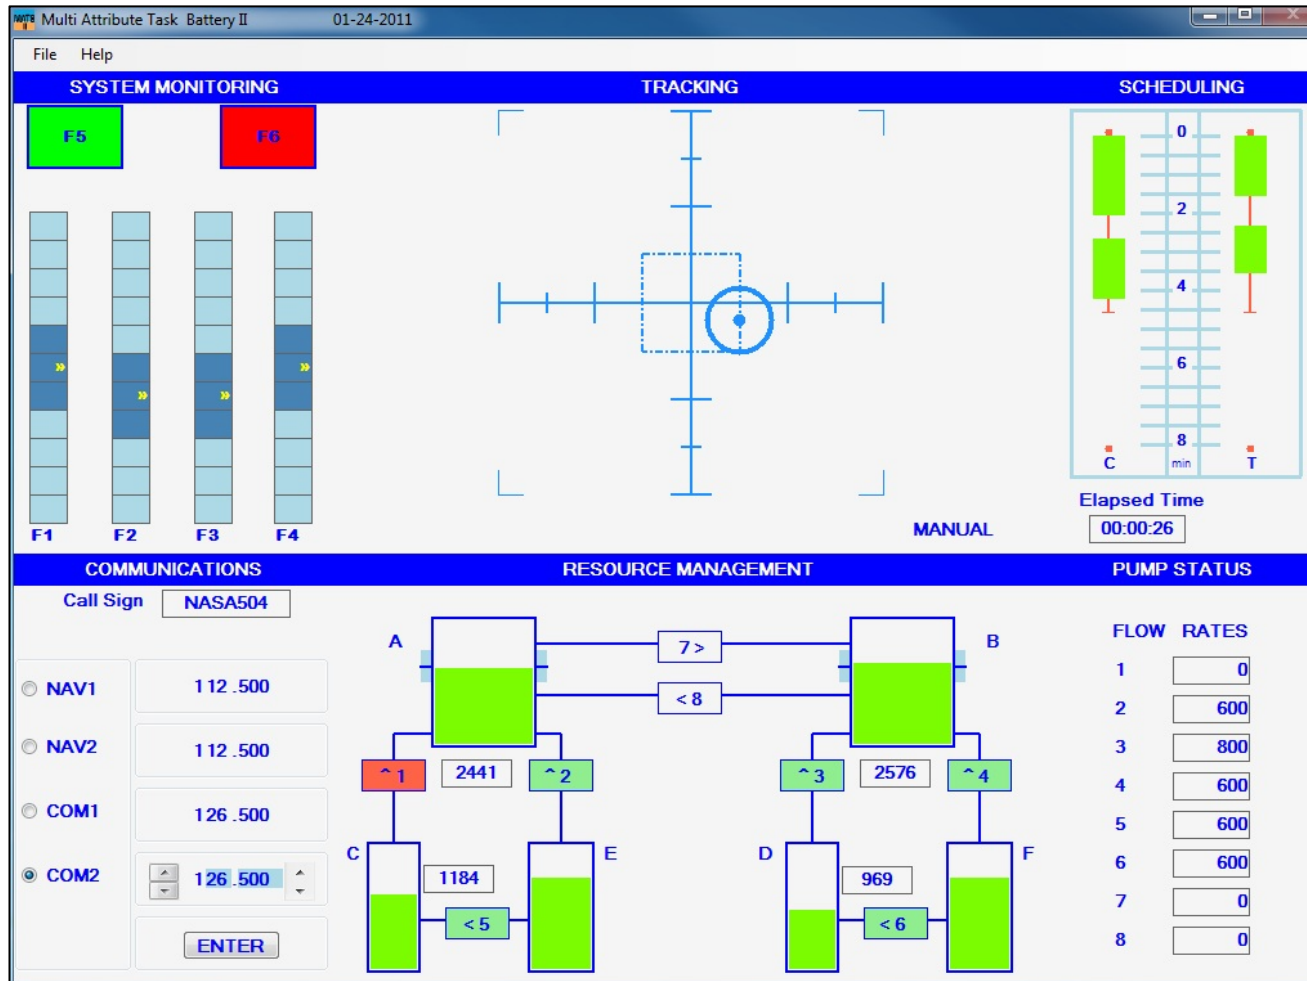 Multi Attribute Task Battery II 01-24-2011
File Help
SYSTEM MONITORING
F5 F6
F1 F2 F3 F4
TRACKING
MANUAL
SCHEDULING
0
2
4
6
8
C min T
Elapsed Time
00:00:26
COMMUNICATIONS
Call Sign NASA504
NAV1 112.500
NAV2 112.500
COM1 126.500
COM2 126.500
ENTER
RESOURCE MANAGEMENT
A B
7 >
< 8
^ 1 2441 ^ 2 ^ 3 2576 ^ 4
C E D F
1184 969
< 5 < 6
PUMP STATUS
FLOW RATES
1 0
2 600
3 800
4 600
5 600
6 600
7 0
8 0